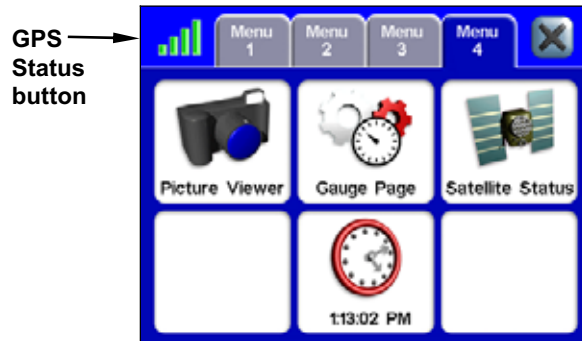 GPS
Status
button
Menu
1
Menu
2
Menu
3
Menu
4
Picture Viewer
Gauge Page
Satellite Status
1:13:02 PM